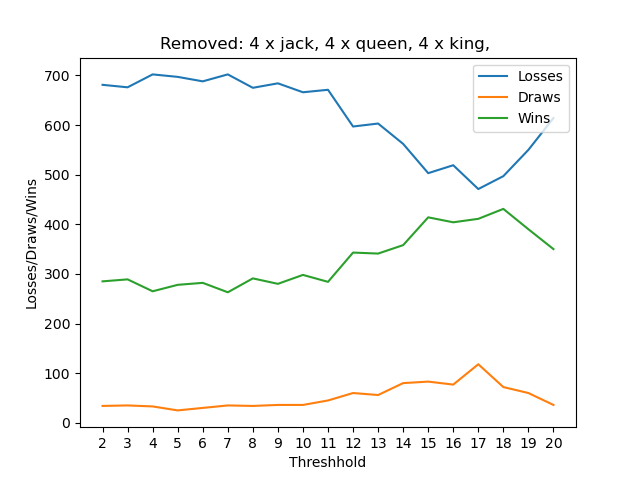 Removed: 4 x jack, 4 x queen, 4 x king,
Losses
Draws
Wins
Losses/Draws/Wins
700
600
500
400
300
200
100
0
2 3 4 5 6 7 8 9 10 11 12 13 14 15 16 17 18 19 20
Threshhold